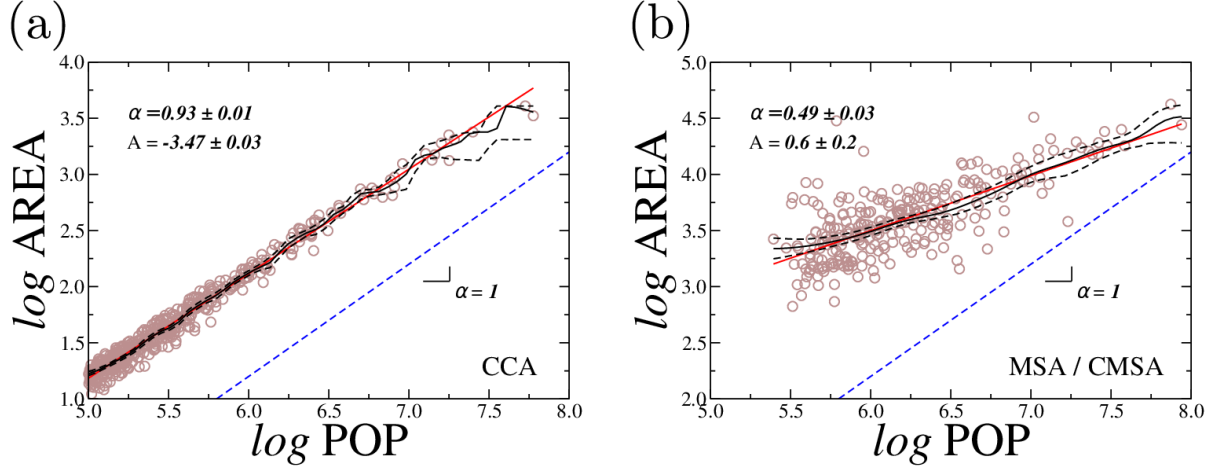 (a)
(b)
α=0.93 ± 0.01
A = -3.47 ± 0.03
α = 1
CCA
log AREA
4.0
3.5
3.0
2.5
2.0
1.5
1.0
5.0 5.5 6.0 6.5 7.0 7.5 8.0
log POP
α=0.49 ± 0.03
A = 0.6 ± 0.2
α = 1
MSA / CMSA
log AREA
5.0
4.5
4.0
3.5
3.0
2.5
2.0
5.0 5.5 6.0 6.5 7.0 7.5 8.0
log POP